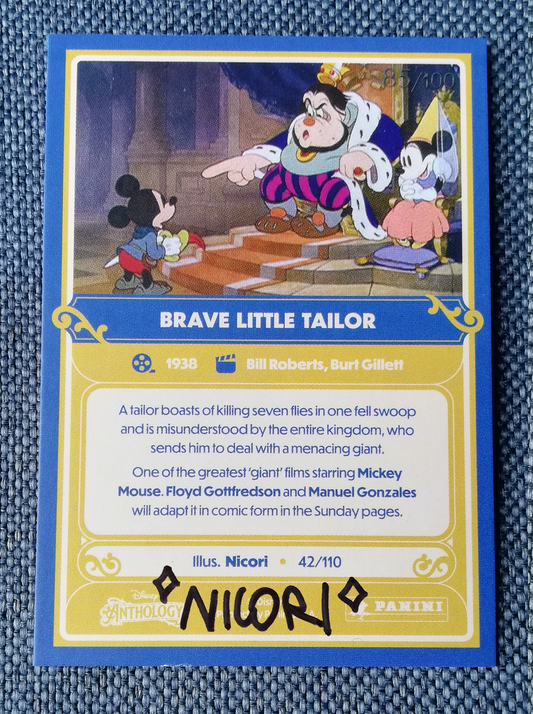 85/100
BRAVE LITTLE TAILOR
1938 Bill Roberts, Burt Gillett
A tailor boasts of killing seven flies in one fell swoop
and is misunderstood by the entire kingdom, who
sends him to deal with a menacing giant.
One of the greatest 'giant' films starring Mickey
Mouse. Floyd Gottfredson and Manuel Gonzales
will adapt it in comic form in the Sunday pages.
Illus. Nicori • 42/110
NICORI
Disney
ANTHOLOGY
PANINI